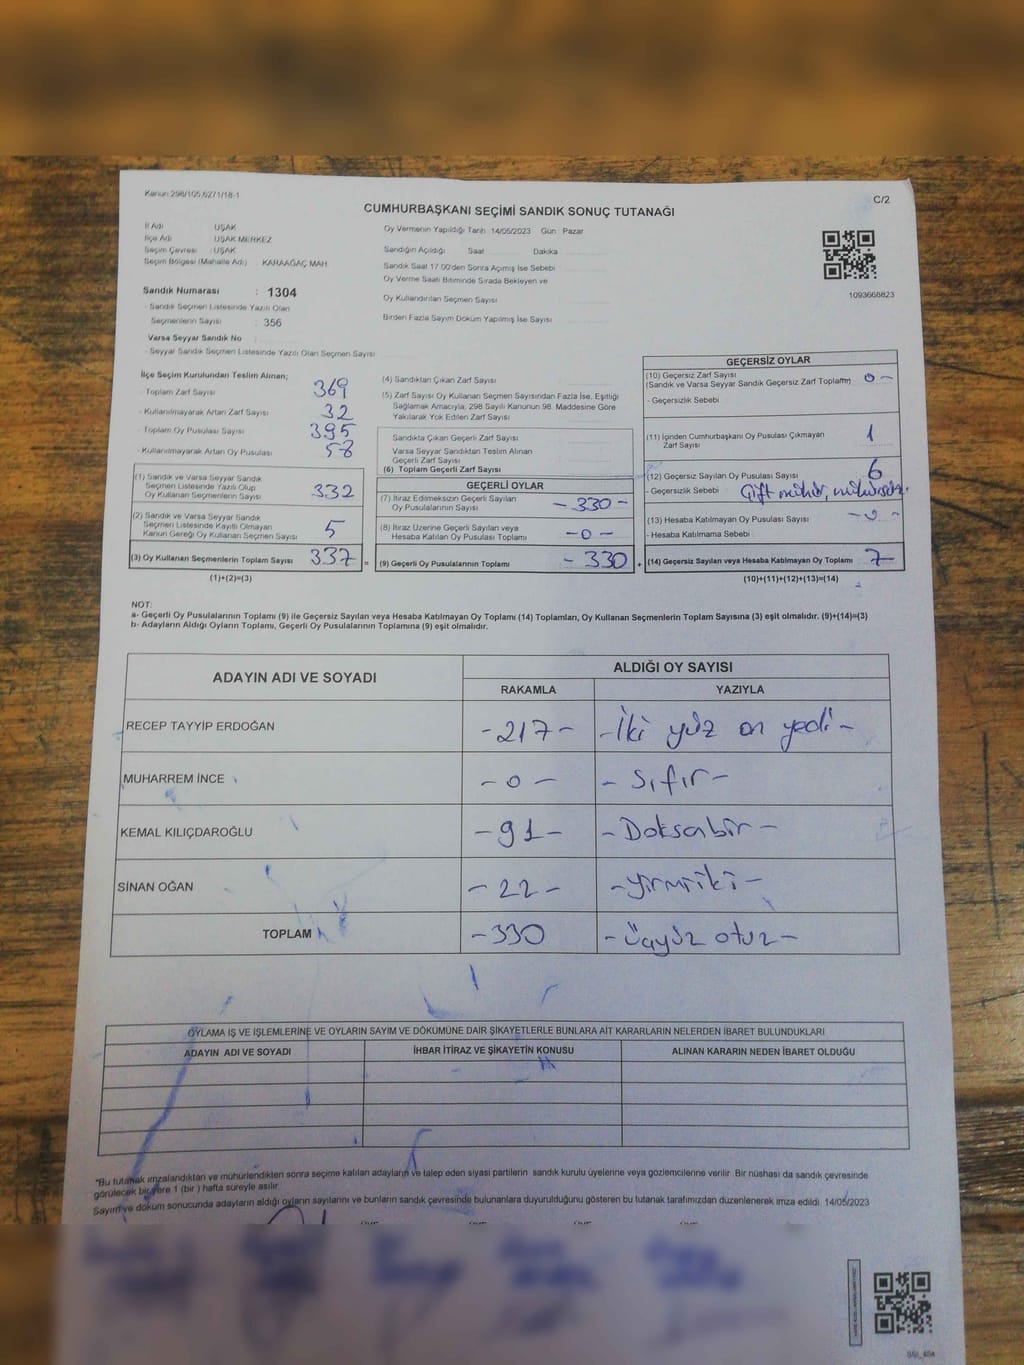 Kanun 298/105,6271/18-1
C/2
CUMHURBAŞKANI SEÇİMİ SANDIK SONUÇ TUTANAĞI
İl Adı UŞAK
İlçe Adı UŞAK MERKEZ
Seçim Çevresi : UŞAK
Seçim Bölgesi (Mahalle Adı) : KARAAĞAÇ MAH.
Oy Vermenin Yapıldığı Tarih :14/05/2023 Gün : Pazar
Sandığın Açıldığı Saat Dakika
Sandık Saat 17.00'den Sonra Açımış İse Sebebi
Oy Verme Saati Bitiminde Sırada Bekleyen ve
Oy Kullandırılan Seçmen Sayısı
Birden Fazla Sayım Döküm Yapılmış İse Sayısı
1093668823
Sandık Numarası : 1304
- Sandık Seçmen Listesinde Yazılı Olan
Seçmenlerin Sayısı : 356
Varsa Seyyar Sandık No :
- Seyyar Sandık Seçmen Listesinde Yazılı Olan Seçmen Sayısı
İlçe Seçim Kurulundan Teslim Alınan;
- Toplam Zarf Sayısı 369
- Kullanılmayarak Artan Zarf Sayısı 32
- Toplam Oy Pusulası Sayısı 395
- Kullanılmayarak Artan Oy Pusulası 58
(1) Sandık ve Varsa Seyyar Sandık
Seçmen Listesinde Yazılı Olup
Oy Kullanan Seçmenlerin Sayısı 332
(2) Sandık ve Varsa Seyyar Sandık
Seçmen Listesinde Kayıtlı Olmayan
Kanun Gereği Oy Kullanan Seçmen Sayısı 5
(3) Oy Kullanan Seçmenlerin Toplam Sayısı 337 =
(1)+(2)=(3)
(4) Sandıktan Çıkan Zarf Sayısı
(5) Zarf Sayısı Oy Kullanan Seçmen Sayısından Fazla İse, Eşitliği
Sağlamak Amacıyla; 298 Sayılı Kanunun 98. Maddesine Göre
Yakılarak Yok Edilen Zarf Sayısı
Sandıkta Çıkan Geçerli Zarf Sayısı
Varsa Seyyar Sandıktan Teslim Alınan
Geçerli Zarf Sayısı
(6) Toplam Geçerli Zarf Sayısı
GEÇERLİ OYLAR
(7) İtiraz Edilmeksizin Geçerli Sayılan
Oy Pusulasının Sayısı - 330 -
(8) İtiraz Üzerine Geçerli Sayılan veya
Hesaba Katılan Oy Pusulası Toplamı -0-
(9) Geçerli Oy Pusulalarının Toplamı - 330 +
GEÇERSİZ OYLAR
(10) Geçersiz Zarf Sayısı
(Sandık ve Varsa Seyyar Sandık Geçersiz Zarf Toplamı) 0 -
- Geçersizlik Sebebi
(11) İçinden Cumhurbaşkanı Oy Pusulası Çıkmayan
Zarf Sayısı 1
(12) Geçersiz Sayılan Oy Pusulası Sayısı 6
- Geçersizlik Sebebi : Çift mühür, mühürsüz.
(13) Hesaba Katılmayan Oy Pusulası Sayısı -0-
- Hesaba Katılmama Sebebi
(14) Geçersiz Sayılan veya Hesaba Katılmayan Oy Toplamı 7
(10)+(11)+(12)+(13)=(14)
NOT:
a- Geçerli Oy Pusulalarının Toplamı (9) ile Geçersiz Sayılan veya Hesaba Katılmayan Oy Toplamı (14) Toplamları, Oy Kullanan Seçmenlerin Toplam Sayısına (3) eşit olmalıdır. (9)+(14)=(3)
b- Adayların Aldığı Oyların Toplamı, Geçerli Oy Pusulalarının Toplamına (9) eşit olmalıdır.
ADAYIN ADI VE SOYADI ALDIĞI OY SAYISI
RAKAMLA YAZIYLA
RECEP TAYYİP ERDOĞAN -217- -İki yüz on yedi-
MUHARREM İNCE -0- -Sıfır-
KEMAL KILIÇDAROĞLU -91- -Doksabir-
SİNAN OĞAN -22- -yirmiiki-
TOPLAM -330 -üçyüz otuz-
OYLAMA İŞ VE İŞLEMLERİNE VE OYLARIN SAYIM VE DÖKÜMÜNE DAİR ŞİKAYETLERLE BUNLARA AİT KARARLARIN NELERDEN İBARET BULUNDUKLARI
ADAYIN ADI VE SOYADI İHBAR İTİRAZ VE ŞİKAYETİN KONUSU ALINAN KARARIN NEDEN İBARET OLDUĞU
*Bu tutanak imzalandıktan ve mühürlendikten sonra seçime katılan adayların ve talep eden siyasi partilerin sandık kurulu üyelerine veya gözlemcilerine verilir. Bir nüshası da sandık çevresinde
görülecek bir yere 1 (bir) hafta süreyle asılır.
Sayım ve döküm sonucunda adayların aldığı oyların sayılarını ve bunların sandık çevresinde bulunanlara duyurulduğunu gösteren bu tutanak tarafımızdan düzenlenerek imza edildi. 14/05/2023